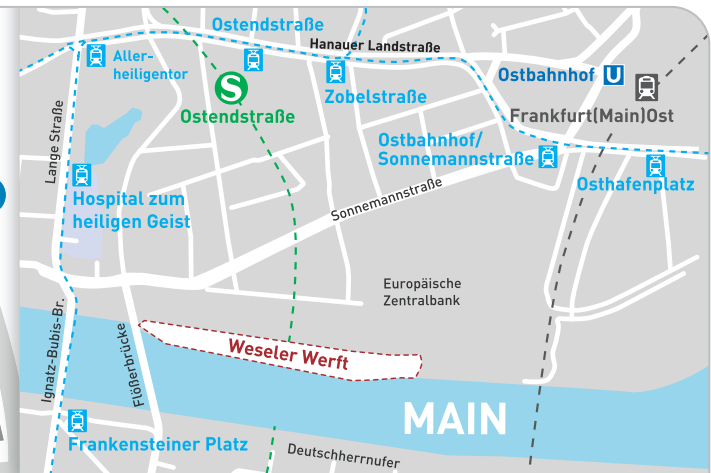 Ostendstraße
Hanauer Landstraße
Aller-
heiligentor
S
Ostendstraße
Zobelstraße
Ostbahnhof U
Frankfurt(Main)Ost
Lange Straße
Ostbahnhof/
Sonnemannstraße
Osthafenplatz
Hospital zum
heiligen Geist
Sonnemannstraße
Europäische
Zentralbank
Ignatz-Bubis-Br.
Flößerbrücke
Weseler Werft
MAIN
Frankensteiner Platz
Deutschherrnufer